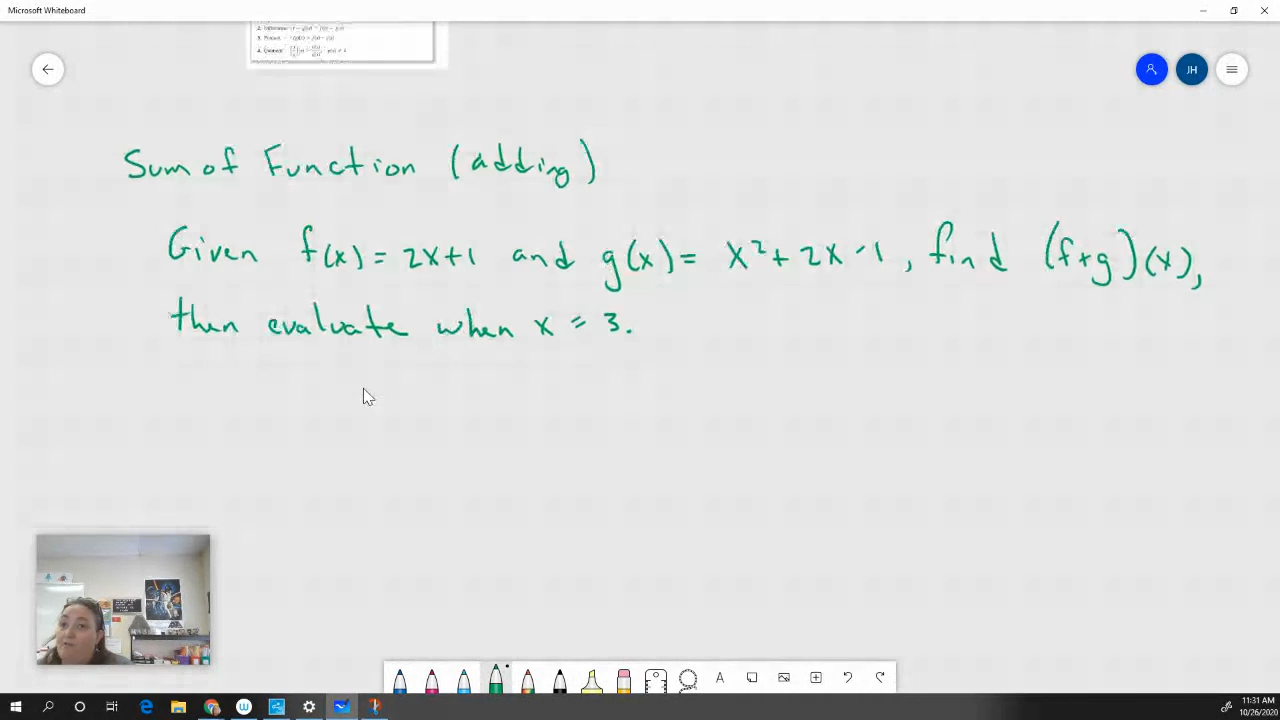 Microsoft Whiteboard
JH
Sum of Function (adding)
Given f(x) = 2x+1 and g(x) = x²+ 2x -1, find (f+g)(x),
then evaluate when x = 3.
11:31 AM
10/26/2020